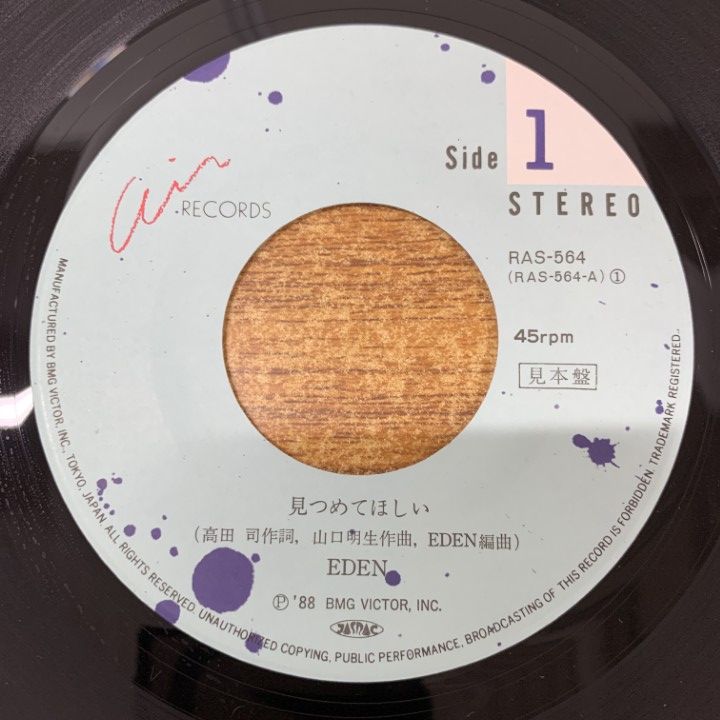 Side 1
STEREO
Air
RECORDS
RAS-564
(RAS-564-A) ①
45rpm
見本盤
見つめてほしい
(高田 司作詞, 山口明生作曲, EDEN編曲)
EDEN
Ⓟ '88 BMG VICTOR, INC.
JASRAC
MANUFACTURED BY BMG VICTOR, INC., TOKYO, JAPAN. ALL RIGHTS RESERVED. UNAUTHORIZED COPYING, PUBLIC PERFORMANCE, BROADCASTING OF THIS RECORD IS FORBIDDEN. TRADEMARK REGISTERED.